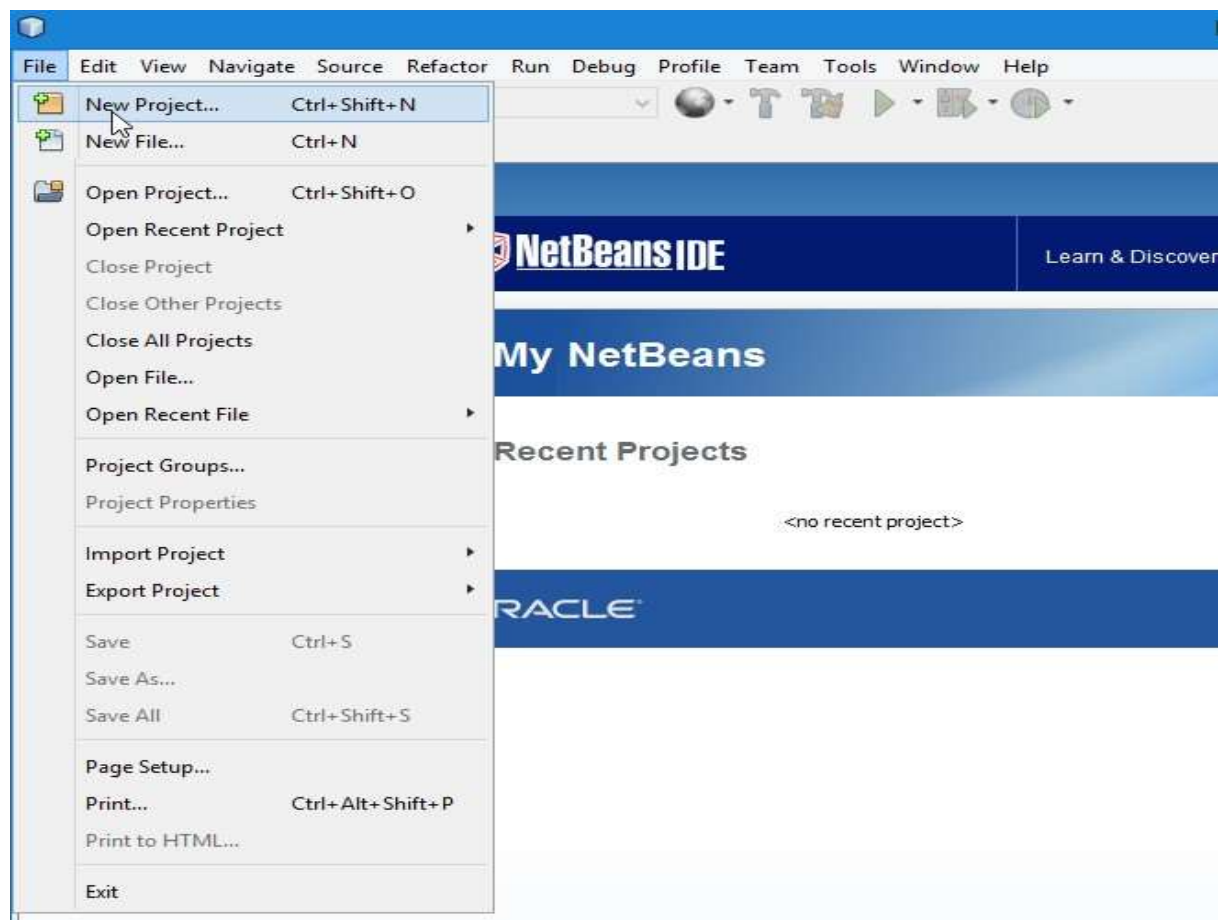 File Edit View Navigate Source Refactor Run Debug Profile Team Tools Window Help
New Project... Ctrl+Shift+N
New File... Ctrl+N
Open Project... Ctrl+Shift+O
Open Recent Project
Close Project
Close Other Projects
Close All Projects
Open File...
Open Recent File
Project Groups...
Project Properties
Import Project
Export Project
Save Ctrl+S
Save As...
Save All Ctrl+Shift+S
Page Setup...
Print... Ctrl+Alt+Shift+P
Print to HTML...
Exit
NetBeans IDE
Learn & Discover
My NetBeans
Recent Projects
<no recent project>
RACLE